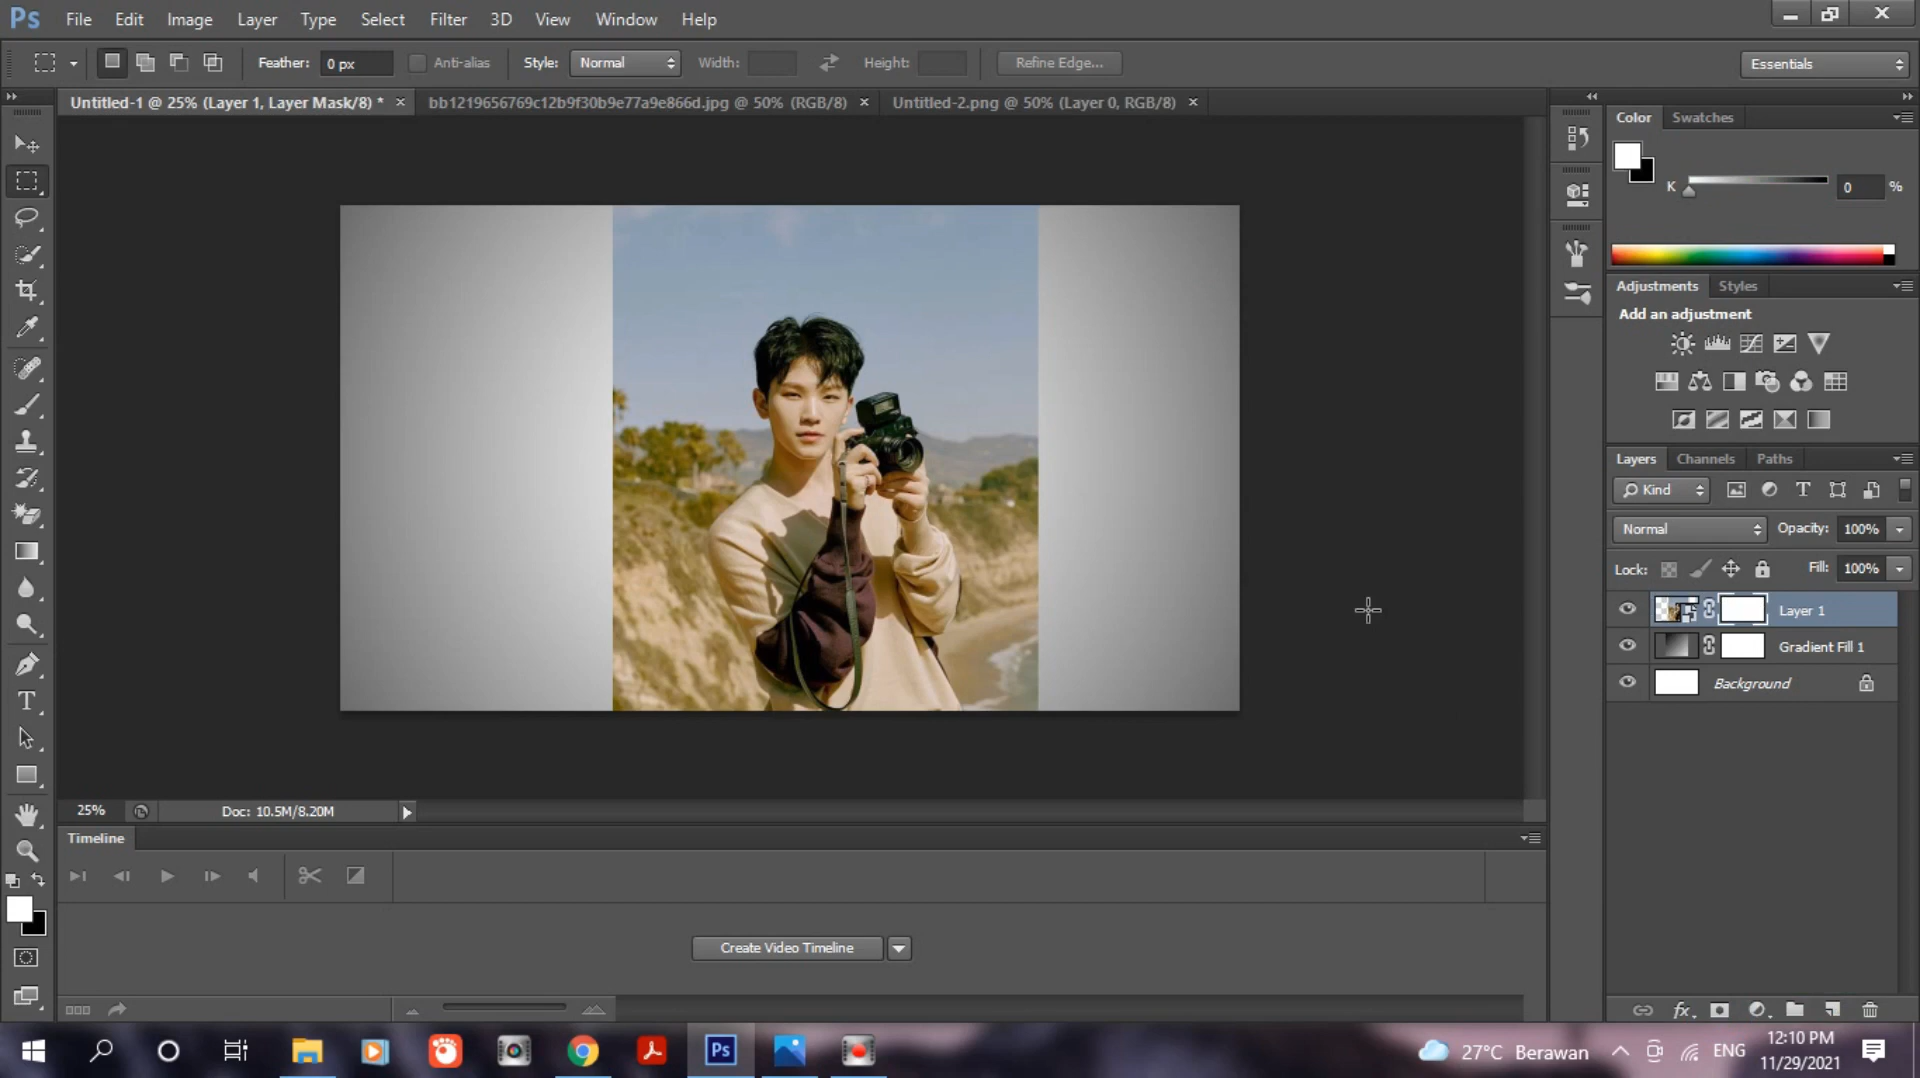 Ps File Edit Image Layer Type Select Filter 3D View Window Help
Feather: 0 px Anti-alias Style: Normal Width: Height: Refine Edge... Essentials
Untitled-1 @ 25% (Layer 1, Layer Mask/8) * × bb1219656769c12b9f30b9e77a9e866d.jpg @ 50% (RGB/8) × Untitled-2.png @ 50% (Layer 0, RGB/8) ×
Color Swatches
K 0 %
Adjustments Styles
Add an adjustment
Layers Channels Paths
Kind
Normal Opacity: 100%
Lock: Fill: 100%
Layer 1
Gradient Fill 1
Background
25% Doc: 10.5M/8.20M
Timeline
Create Video Timeline
fx
Ps 27°C Berawan ENG 12:10 PM
11/29/2021